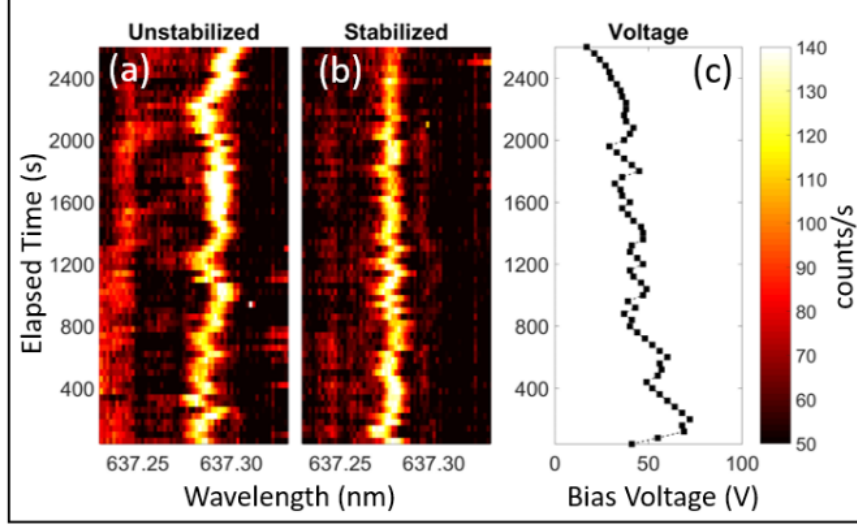 Unstabilized
Stabilized
Voltage
(a)
(b)
(c)
Elapsed Time (s)
2400
2000
1600
1200
800
400
2400
2000
1600
1200
800
400
140
130
120
110
100
90
80
70
60
50
counts/s
637.25
637.30
637.25
637.30
0
50
100
Wavelength (nm)
Bias Voltage (V)